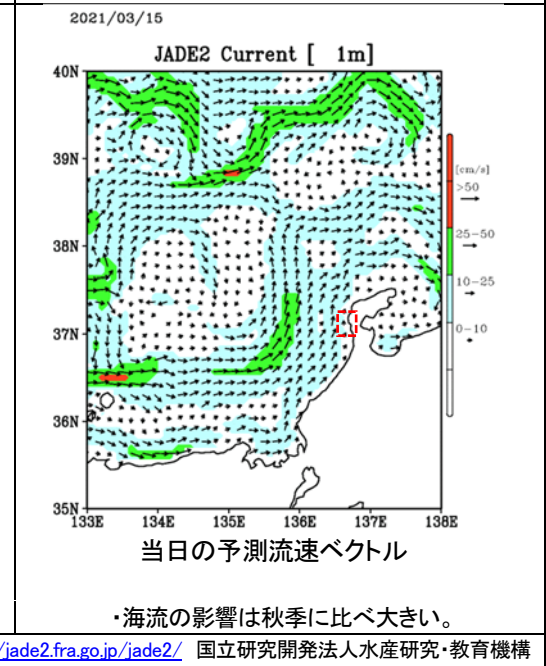 2021/03/15
JADE2 Current [ 1m]
40N
39N
38N
37N
36N
35N
133E 134E 135E 136E 137E 138E
[cm/s]
>50
25-50
10-25
0-10
当日の予測流速ベクトル
・海流の影響は秋季に比べ大きい。
/jade2.fra.go.jp/jade2/ 国立研究開発法人水産研究・教育機構